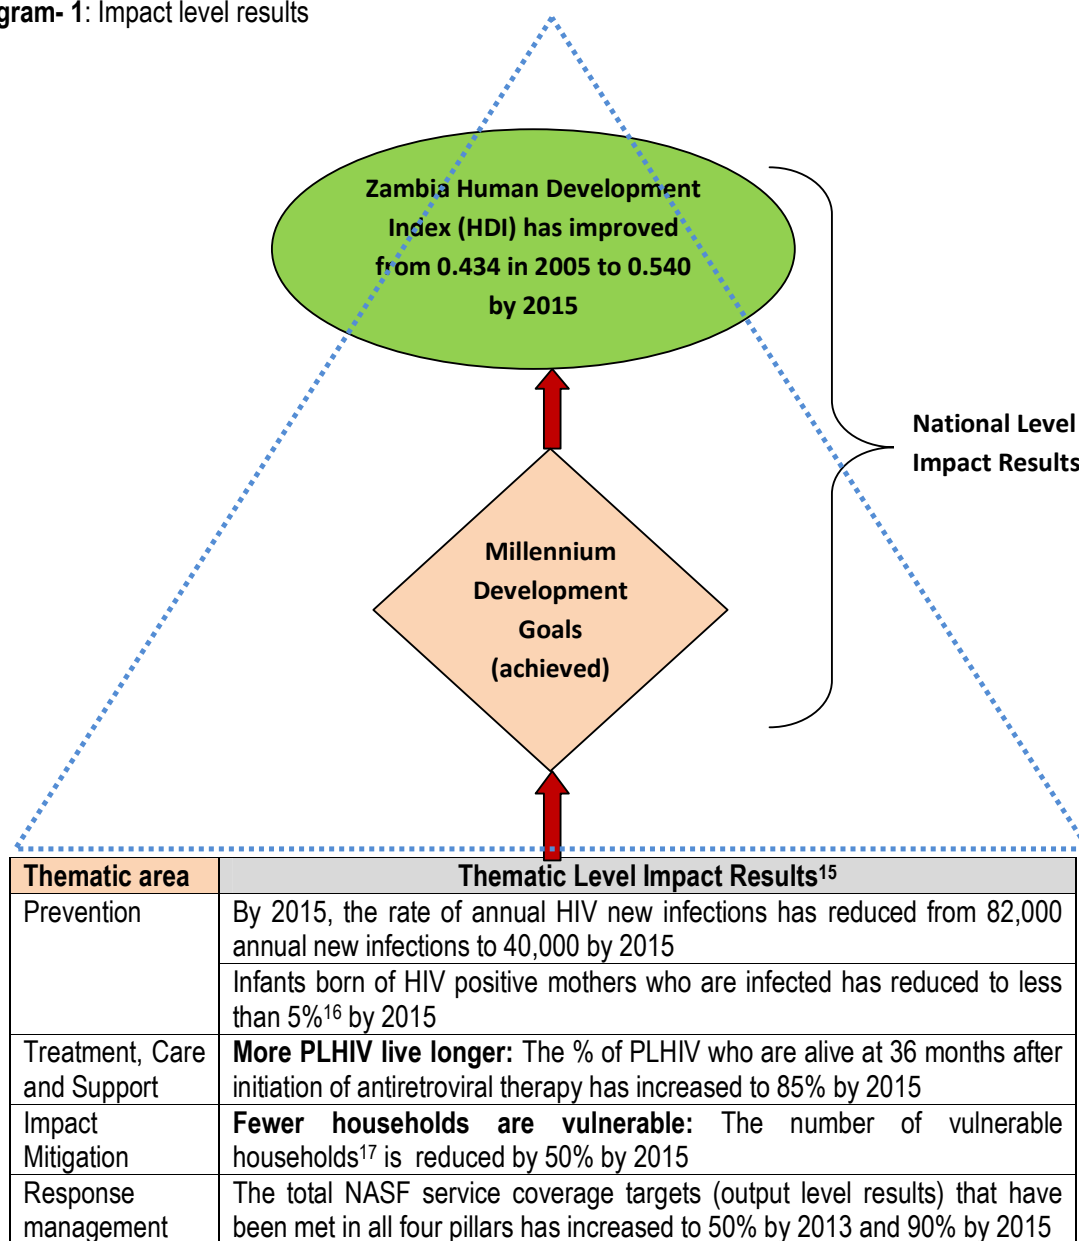 gram- 1: Impact level results
Zambia Human Development
Index (HDI) has improved
from 0.434 in 2005 to 0.540
by 2015
National Level
Impact Results
Millennium
Development
Goals
(achieved)
Thematic area
Thematic Level Impact Results15
Prevention
By 2015, the rate of annual HIV new infections has reduced from 82,000
annual new infections to 40,000 by 2015
Infants born of HIV positive mothers who are infected has reduced to less
than 5%16 by 2015
Treatment, Care
and Support
More PLHIV live longer: The % of PLHIV who are alive at 36 months after
initiation of antiretroviral therapy has increased to 85% by 2015
Impact
Mitigation
Fewer households are vulnerable: The number of vulnerable
households17 is reduced by 50% by 2015
Response
management
The total NASF service coverage targets (output level results) that have
been met in all four pillars has increased to 50% by 2013 and 90% by 2015